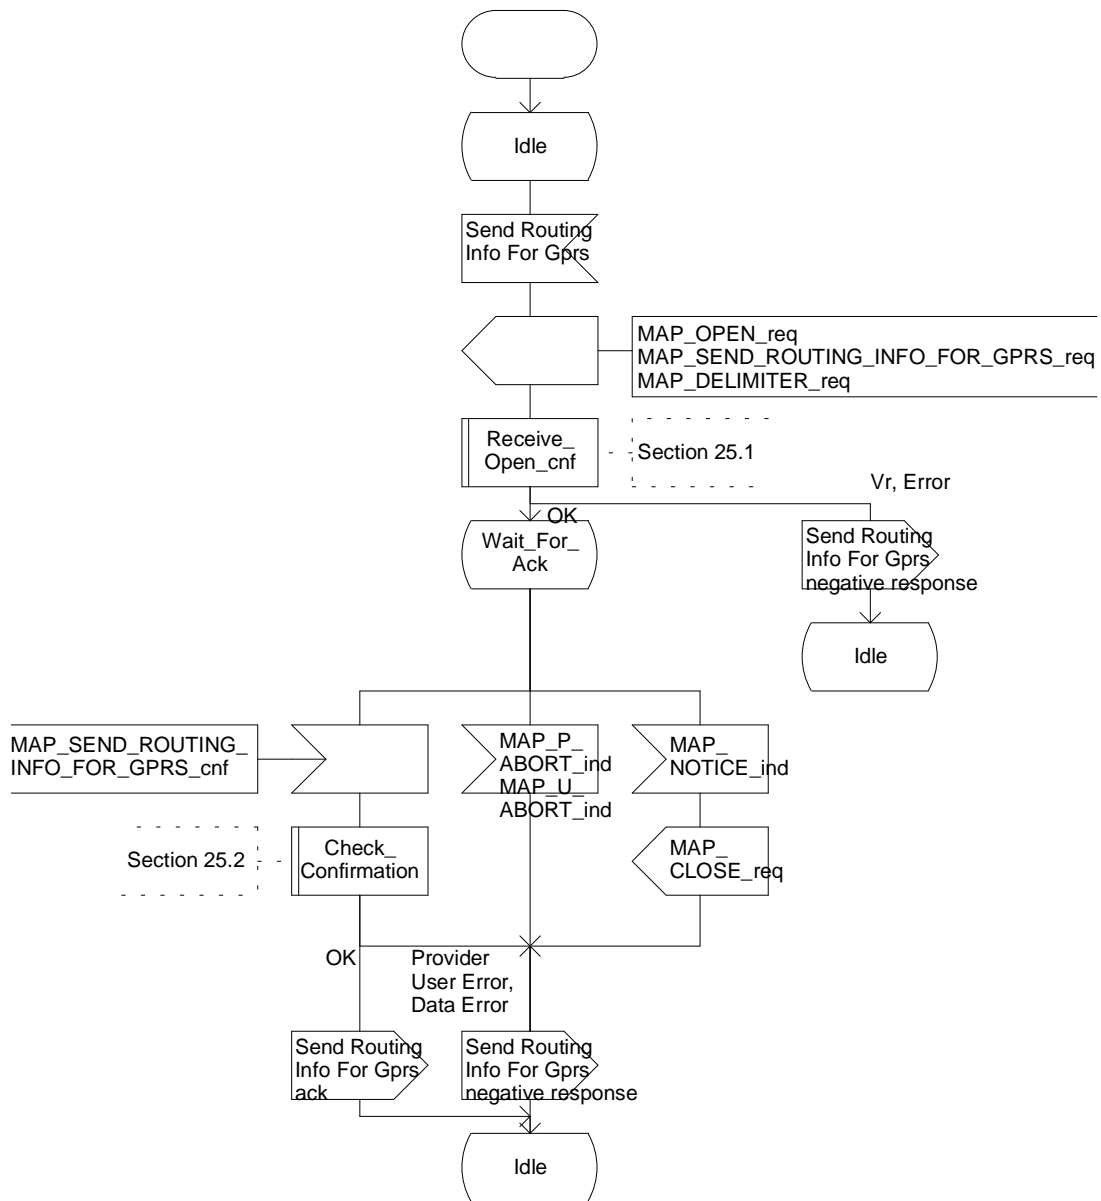 Idle
Send Routing
Info For Gprs
MAP_OPEN_req
MAP_SEND_ROUTING_INFO_FOR_GPRS_req
MAP_DELIMITER_req
Receive_
Open_cnf
Section 25.1
Vr, Error
OK
Wait_For_
Ack
Send Routing
Info For Gprs
negative response
Idle
MAP_SEND_ROUTING_
INFO_FOR_GPRS_cnf
MAP_P_
ABORT_ind
MAP_U_
ABORT_ind
MAP_
NOTICE_ind
Section 25.2
Check_
Confirmation
MAP_
CLOSE_req
OK
Provider
User Error,
Data Error
Send Routing
Info For Gprs
ack
Send Routing
Info For Gprs
negative response
Idle